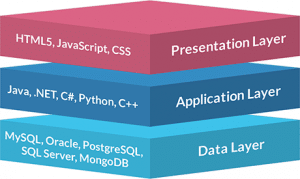 HTML5, JavaScript, CSS
Presentation Layer
Java, .NET, C#, Python, C++
Application Layer
MySQL, Oracle, PostgreSQL,
SQL Server, MongoDB
Data Layer